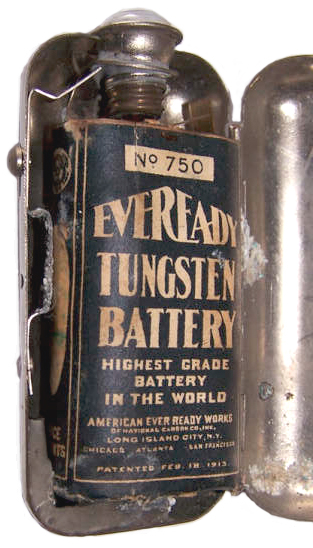 No 750
EVEREADY
TUNGSTEN
BATTERY
HIGHEST GRADE
BATTERY
IN THE WORLD
AMERICAN EVER READY WORKS
OF NATIONAL CARBON CO., INC.
LONG ISLAND CITY, N.Y.
CHICAGO ATLANTA SAN FRANCISCO
PATENTED FEB. 18. 1913.